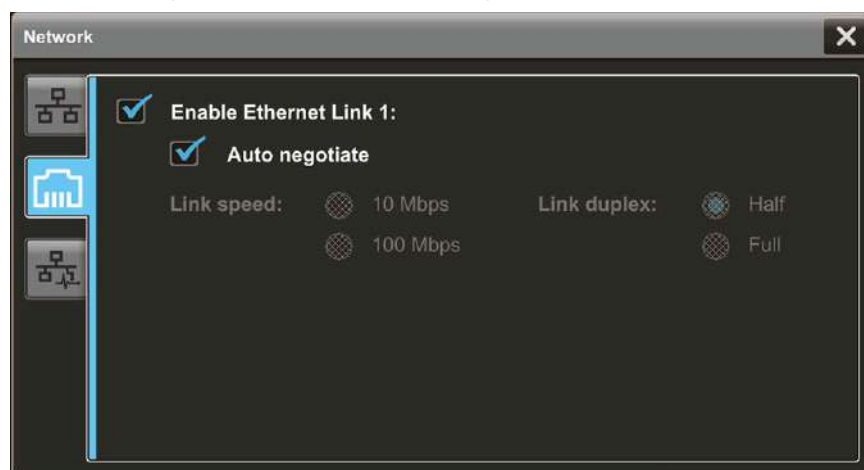 Network
Enable Ethernet Link 1:
Auto negotiate
Link speed: 10 Mbps Link duplex: Half
100 Mbps Full